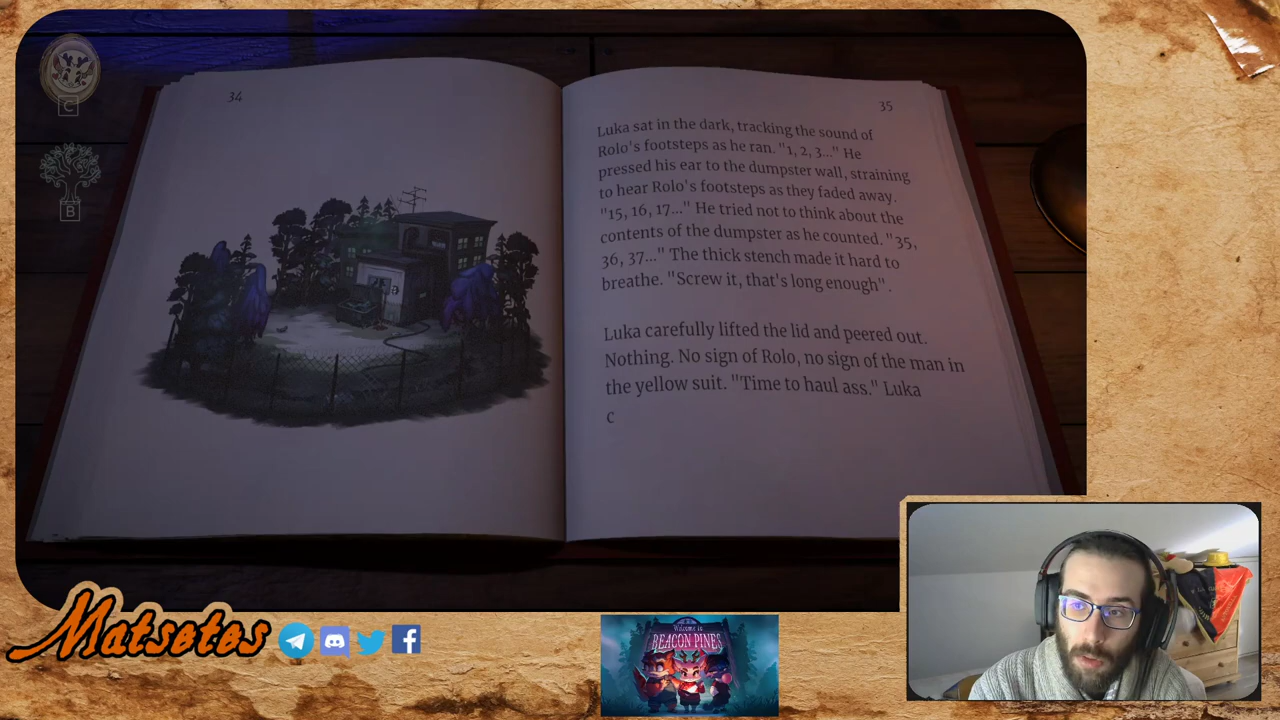 34
35
C
B
Luka sat in the dark, tracking the sound of
Rolo's footsteps as he ran. "1, 2, 3..." He
pressed his ear to the dumpster wall, straining
to hear Rolo's footsteps as they faded away.
"15, 16, 17..." He tried not to think about the
contents of the dumpster as he counted. "35,
36, 37..." The thick stench made it hard to
breathe. "Screw it, that's long enough".
Luka carefully lifted the lid and peered out.
Nothing. No sign of Rolo, no sign of the man in
the yellow suit. "Time to haul ass." Luka
c
Matsetes
Welcome to
BEACON PINES